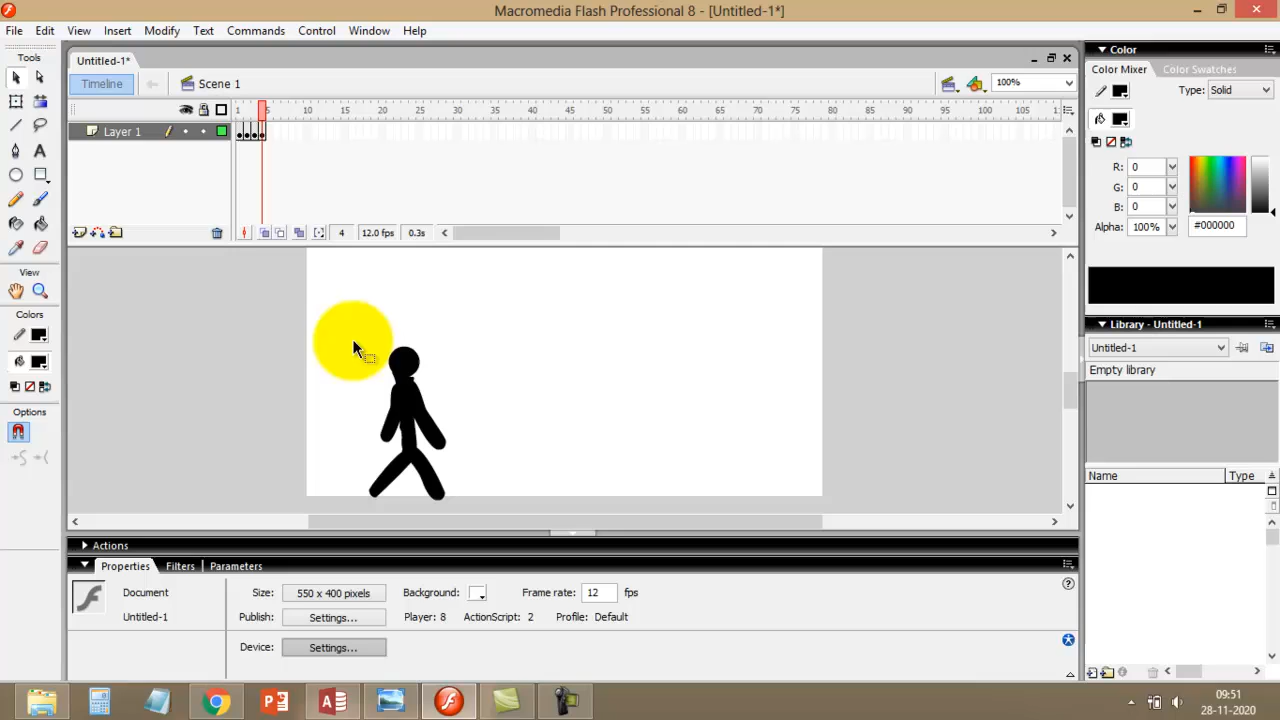 Macromedia Flash Professional 8 - [Untitled-1*]
File Edit View Insert Modify Text Commands Control Window Help
Tools
View
Colors
Options
Untitled-1*
Timeline
Scene 1
100%
1 5 10 15 20 25 30 35 40 45 50 55 60 65 70 75 80 85 90 95 100 1
Layer 1
4 12.0 fps 0.3s
Actions
Properties Filters Parameters
Document
Untitled-1
Size: 550 x 400 pixels Background: Frame rate: 12 fps
Publish: Settings... Player: 8 ActionScript: 2 Profile: Default
Device: Settings...
Color
Color Mixer Color Swatches
Type: Solid
R: 0
G: 0
B: 0
Alpha: 100% #000000
Library - Untitled-1
Untitled-1
Empty library
Name Type
09:51
28-11-2020